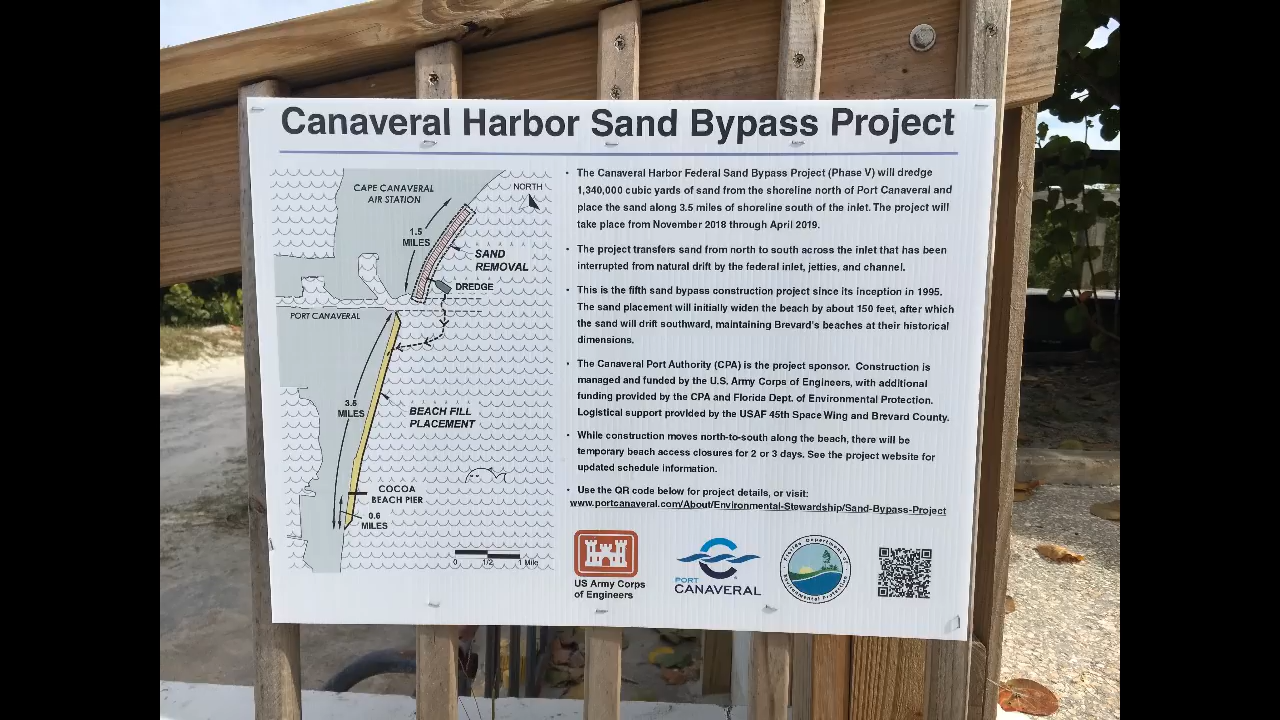 Canaveral Harbor Sand Bypass Project
CAPE CANAVERAL
AIR STATION
NORTH
1.5
MILES
SAND
REMOVAL
DREDGE
PORT CANAVERAL
3.5
MILES
BEACH FILL
PLACEMENT
COCOA
BEACH PIER
0.6
MILES
0 1/2 1 Mile
• The Canaveral Harbor Federal Sand Bypass Project (Phase V) will dredge
1,340,000 cubic yards of sand from the shoreline north of Port Canaveral and
place the sand along 3.5 miles of shoreline south of the inlet. The project will
take place from November 2018 through April 2019.
• The project transfers sand from north to south across the inlet that has been
interrupted from natural drift by the federal inlet, jetties, and channel.
• This is the fifth sand bypass construction project since its inception in 1995.
The sand placement will initially widen the beach by about 150 feet, after which
the sand will drift southward, maintaining Brevard's beaches at their historical
dimensions.
• The Canaveral Port Authority (CPA) is the project sponsor. Construction is
managed and funded by the U.S. Army Corps of Engineers, with additional
funding provided by the CPA and Florida Dept. of Environmental Protection.
Logistical support provided by the USAF 45th Space Wing and Brevard County.
• While construction moves north-to-south along the beach, there will be
temporary beach access closures for 2 or 3 days. See the project website for
updated schedule information.
• Use the QR code below for project details, or visit:
www.portcanaveral.com/About/Environmental-Stewardship/Sand-Bypass-Project
US Army Corps
of Engineers
PORT
CANAVERAL
Florida Department of
Environmental Protection